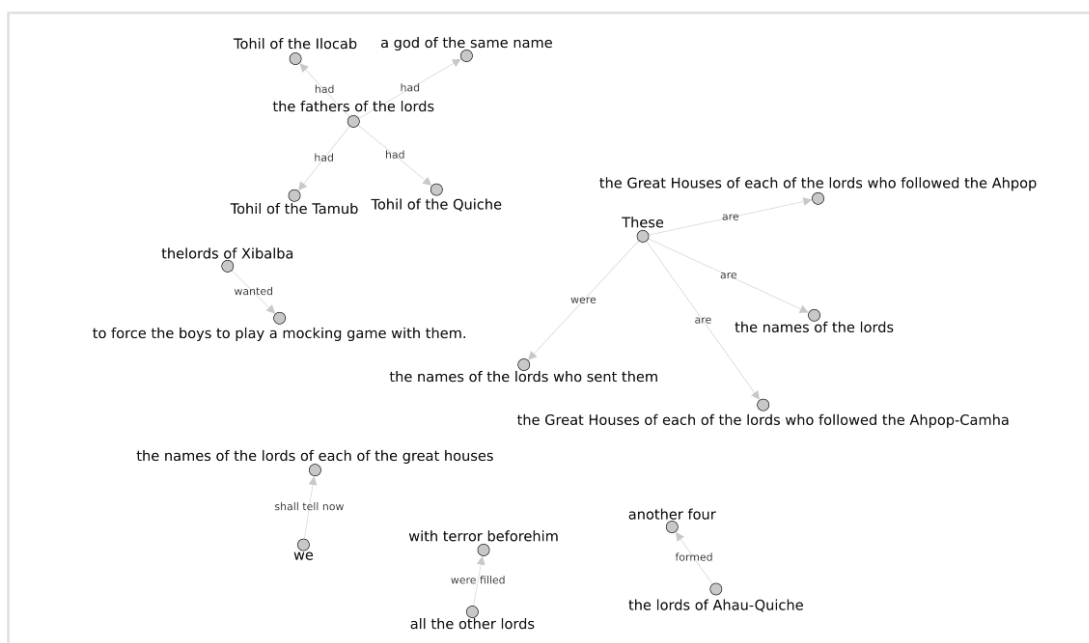 Tohil of the Ilocab
a god of the same name
had
had
the fathers of the lords
had
had
Tohil of the Tamub
Tohil of the Quiche
the Great Houses of each of the lords who followed the Ahpop
These
are
thelords of Xibalba
are
wanted
were
are
to force the boys to play a mocking game with them.
the names of the lords
the names of the lords who sent them
the Great Houses of each of the lords who followed the Ahpop-Camha
the names of the lords of each of the great houses
shall tell now
we
another four
with terror beforehim
formed
were filled
the lords of Ahau-Quiche
all the other lords